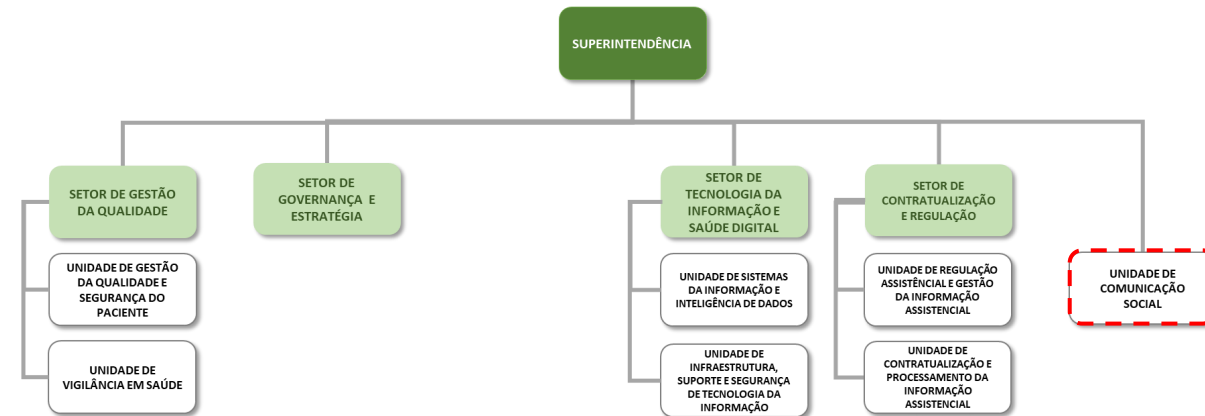 SUPERINTENDÊNCIA
SETOR DE GESTÃO
DA QUALIDADE
SETOR DE
GOVERNANÇA E
ESTRATÉGIA
SETOR DE
TECNOLOGIA DA
INFORMAÇÃO E
SAÚDE DIGITAL
SETOR DE
CONTRATUALIZAÇÃO
E REGULAÇÃO
UNIDADE DE GESTÃO
DA QUALIDADE E
SEGURANÇA DO
PACIENTE
UNIDADE DE SISTEMAS
DA INFORMAÇÃO E
INTELIGÊNCIA DE DADOS
UNIDADE DE REGULAÇÃO
ASSISTÊNCIAL E GESTÃO
DA INFORMAÇÃO
ASSISTENCIAL
UNIDADE DE
COMUNICAÇÃO
SOCIAL
UNIDADE DE
VIGILÂNCIA EM SAÚDE
UNIDADE DE
INFRAESTRUTURA,
SUPORTE E SEGURANÇA
DE TECNOLOGIA DA
INFORMAÇÃO
UNIDADE DE
CONTRATUALIZAÇÃO E
PROCESSAMENTO DA
INFORMAÇÃO
ASSISTENCIAL